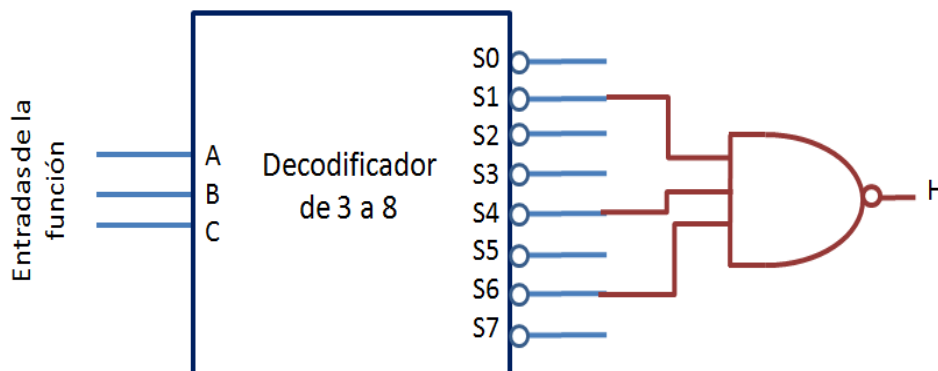 Entradas de la
función
A
B
C
Decodificador
de 3 a 8
S0
S1
S2
S3
S4
S5
S6
S7
H